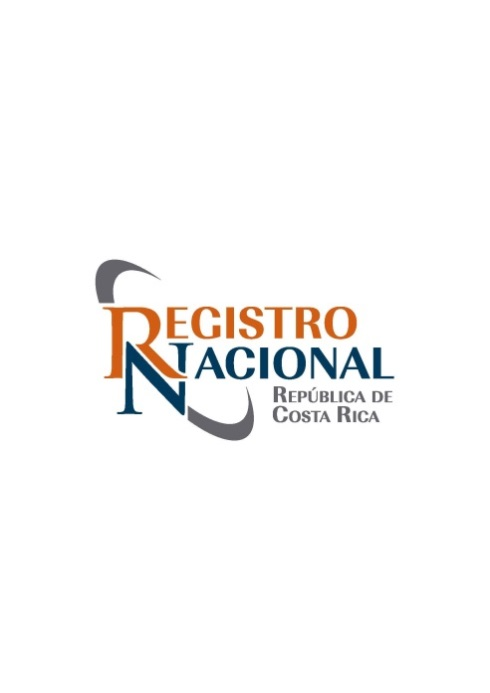 REGISTRO
NACIONAL
REPÚBLICA DE
COSTA RICA